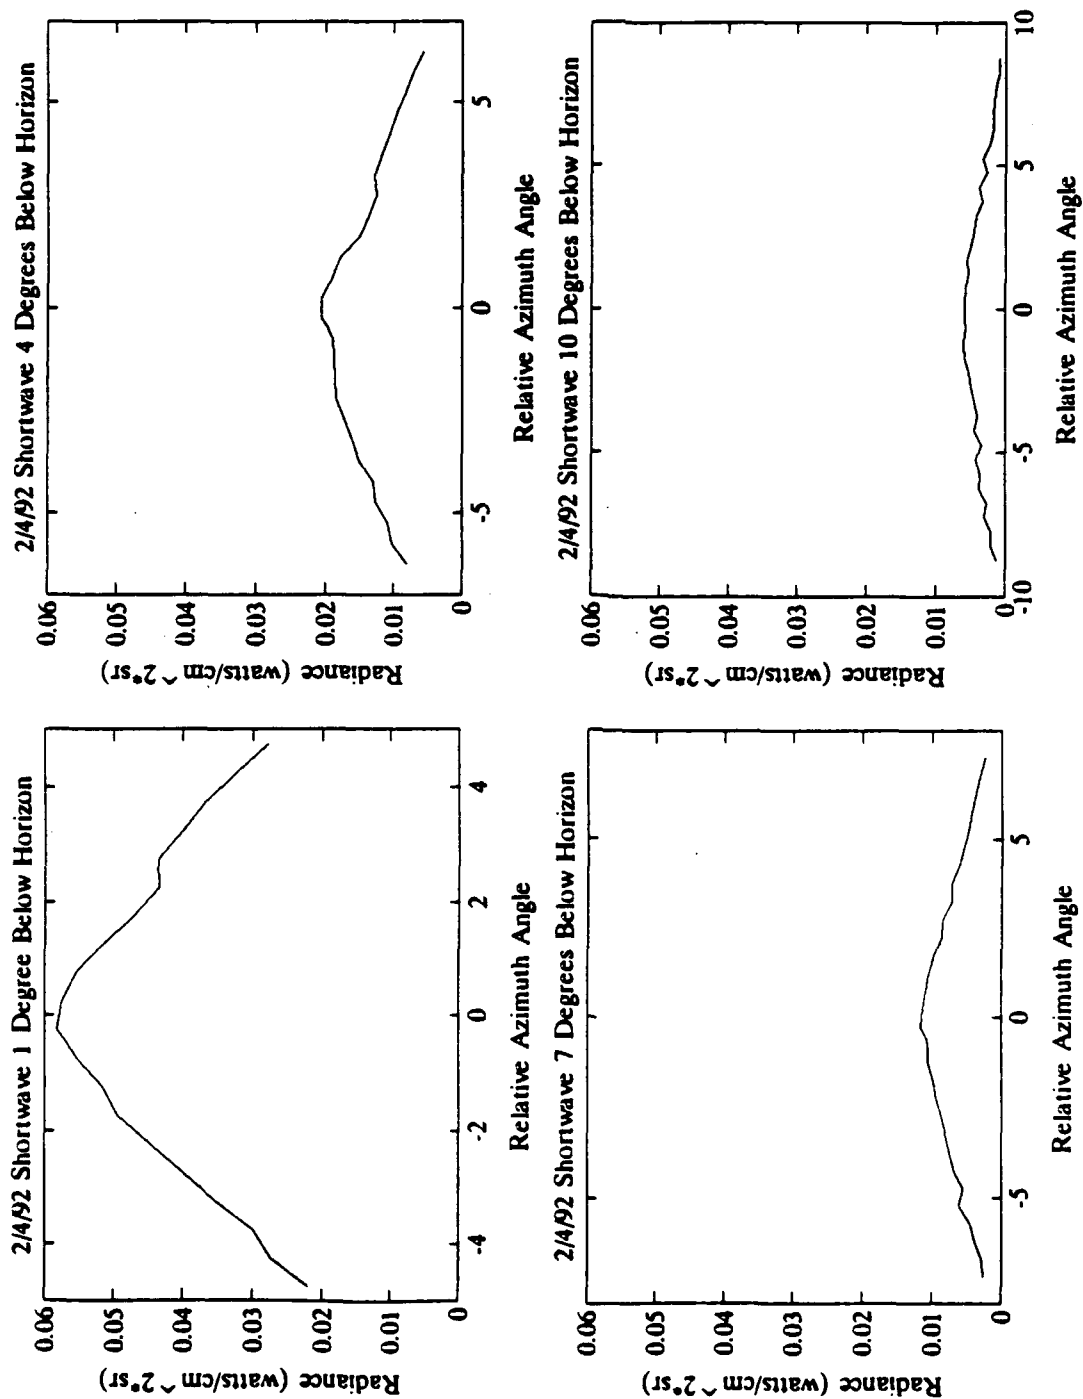 2/4/92 Shortwave 1 Degree Below Horizon
Radiance (watts/cm^2*sr)
0.06
0.05
0.04
0.03
0.02
0.01
0
-4 -2 0 2 4
Relative Azimuth Angle
2/4/92 Shortwave 4 Degrees Below Horizon
Radiance (watts/cm^2*sr)
0.06
0.05
0.04
0.03
0.02
0.01
0
-5 0 5
Relative Azimuth Angle
2/4/92 Shortwave 7 Degrees Below Horizon
Radiance (watts/cm^2*sr)
0.06
0.05
0.04
0.03
0.02
0.01
0
-5 0 5
Relative Azimuth Angle
2/4/92 Shortwave 10 Degrees Below Horizon
Radiance (watts/cm^2*sr)
0.06
0.05
0.04
0.03
0.02
0.01
0
-10 -5 0 5 10
Relative Azimuth Angle